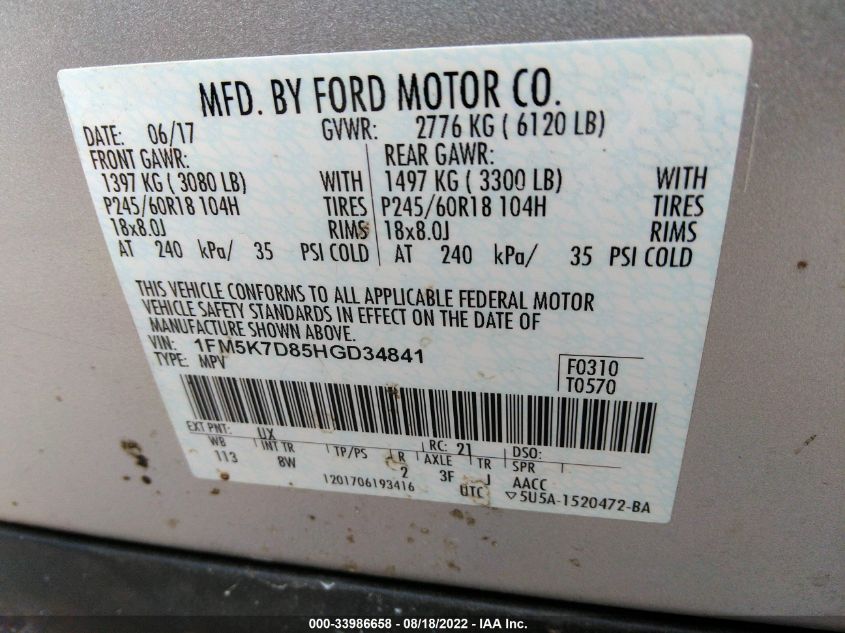 MFD. BY FORD MOTOR CO.
DATE: 06/17 GVWR: 2776 KG ( 6120 LB)
FRONT GAWR: REAR GAWR:
1397 KG ( 3080 LB) WITH 1497 KG ( 3300 LB) WITH
P245/60R18 104H TIRES P245/60R18 104H TIRES
18x8.0J RIMS 18x8.0J RIMS
AT 240 kPa/ 35 PSI COLD AT 240 kPa/ 35 PSI COLD
THIS VEHICLE CONFORMS TO ALL APPLICABLE FEDERAL MOTOR
VEHICLE SAFETY STANDARDS IN EFFECT ON THE DATE OF
MANUFACTURE SHOWN ABOVE.
VIN: 1FM5K7D85HGD34841
TYPE: MPV
F0310
T0570
EXT PNT: UX RC: 21 DSO:
WB INT TR TP/PS R AXLE TR SPR
113 8W 2 3F J AACC
1201706193416 UTC ▽5U5A-1520472-BA
000-33986658 - 08/18/2022 - IAA Inc.